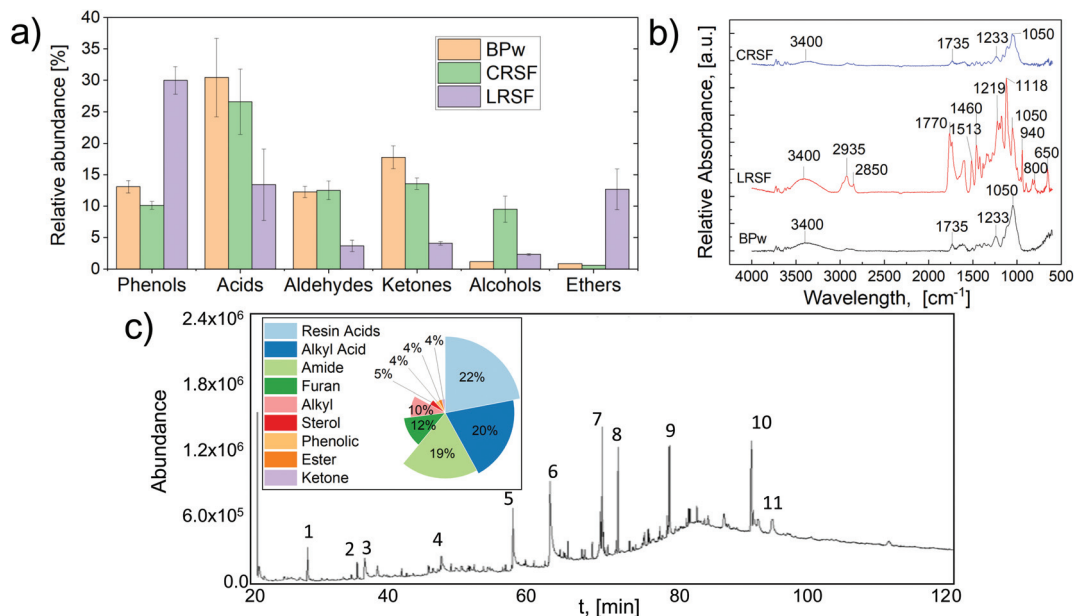 a)
Relative abundance [%]
40
35
30
25
20
15
10
5
0
BPw
CRSF
LRSF
Phenols Acids Aldehydes Ketones Alcohols Ethers
b)
Relative Absorbance, [a.u.]
CRSF
3400
1735
1233
1050
LRSF
3400
2935
2850
1770
1513
1460
1219
1118
1050
940
800
650
BPw
3400
1735
1233
1050
4000 3500 3000 2500 2000 1500 1000 500
Wavelength, [cm-1]
c)
Abundance
2.4x10⁶
1.8x10⁶
1.2x10⁶
6.0x10⁵
0.0
Resin Acids
Alkyl Acid
Amide
Furan
Alkyl
Sterol
Phenolic
Ester
Ketone
22%
20%
19%
12%
10%
5%
4%
4%
4%
1 2 3 4 5 6 7 8 9 10 11
20 40 60 80 100 120
t, [min]